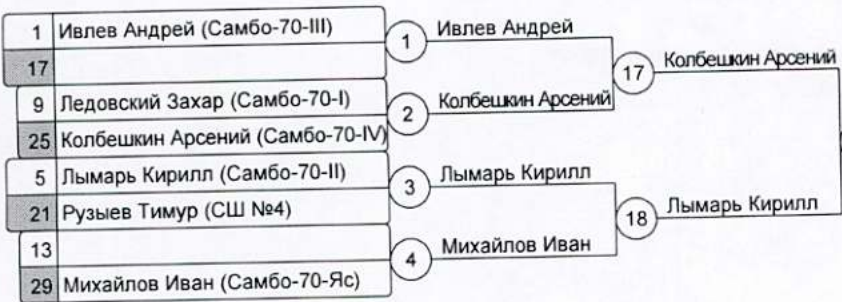 1 Ивлев Андрей (Самбо-70-III)
17
9 Ледовский Захар (Самбо-70-I)
25 Колбешкин Арсений (Самбо-70-IV)
5 Лымарь Кирилл (Самбо-70-II)
21 Рузыев Тимур (СШ №4)
13
29 Михайлов Иван (Самбо-70-Яс)
1 Ивлев Андрей
2 Колбешкин Арсений
3 Лымарь Кирилл
4 Михайлов Иван
17 Колбешкин Арсений
18 Лымарь Кирилл